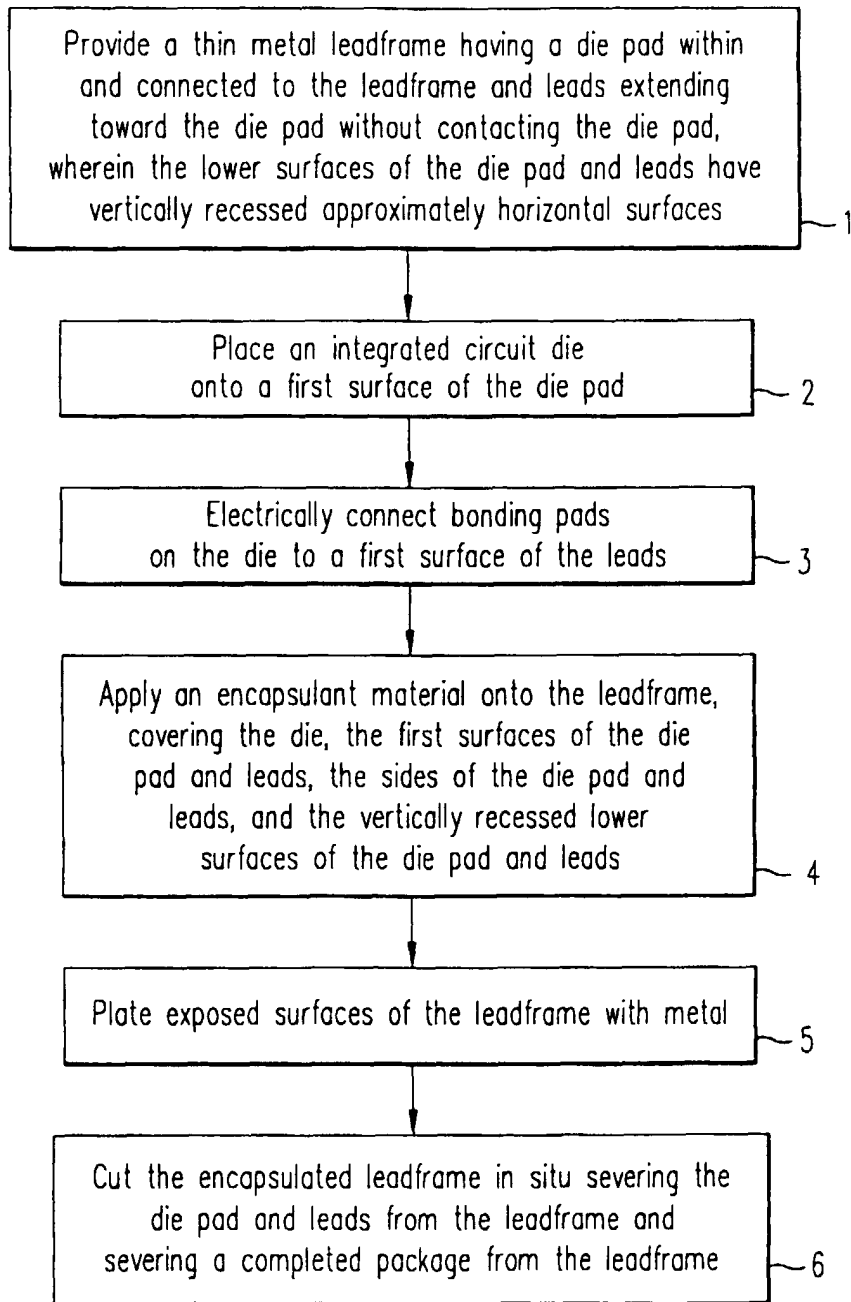 Provide a thin metal leadframe having a die pad within
and connected to the leadframe and leads extending
toward the die pad without contacting the die pad,
wherein the lower surfaces of the die pad and leads have
vertically recessed approximately horizontal surfaces
1
Place an integrated circuit die
onto a first surface of the die pad
2
Electrically connect bonding pads
on the die to a first surface of the leads
3
Apply an encapsulant material onto the leadframe,
covering the die, the first surfaces of the die
pad and leads, the sides of the die pad and
leads, and the vertically recessed lower
surfaces of the die pad and leads
4
Plate exposed surfaces of the leadframe with metal
5
Cut the encapsulated leadframe in situ severing the
die pad and leads from the leadframe and
severing a completed package from the leadframe
6